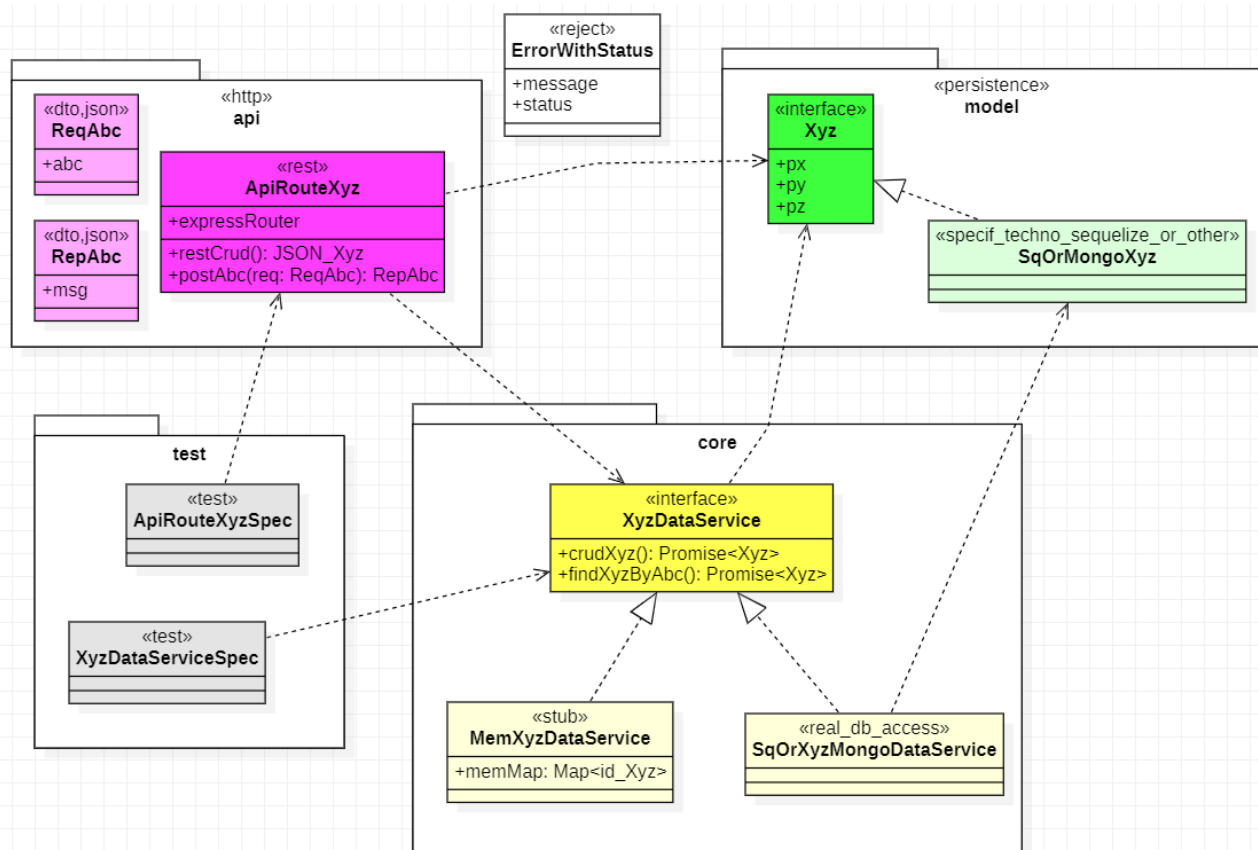 «reject»
ErrorWithStatus
+message
+status
«http»
api
«dto,json»
ReqAbc
+abc
«rest»
ApiRouteXyz
+expressRouter
+restCrud(): JSON_Xyz
+postAbc(req: ReqAbc): RepAbc
«dto,json»
RepAbc
+msg
«persistence»
model
«interface»
Xyz
+px
+py
+pz
«specif_techno_sequelize_or_other»
SqOrMongoXyz
test
«test»
ApiRouteXyzSpec
«test»
XyzDataServiceSpec
core
«interface»
XyzDataService
+crudXyz(): Promise<Xyz>
+findXyzByAbc(): Promise<Xyz>
«stub»
MemXyzDataService
+memMap: Map<id_Xyz>
«real_db_access»
SqOrXyzMongoDataService